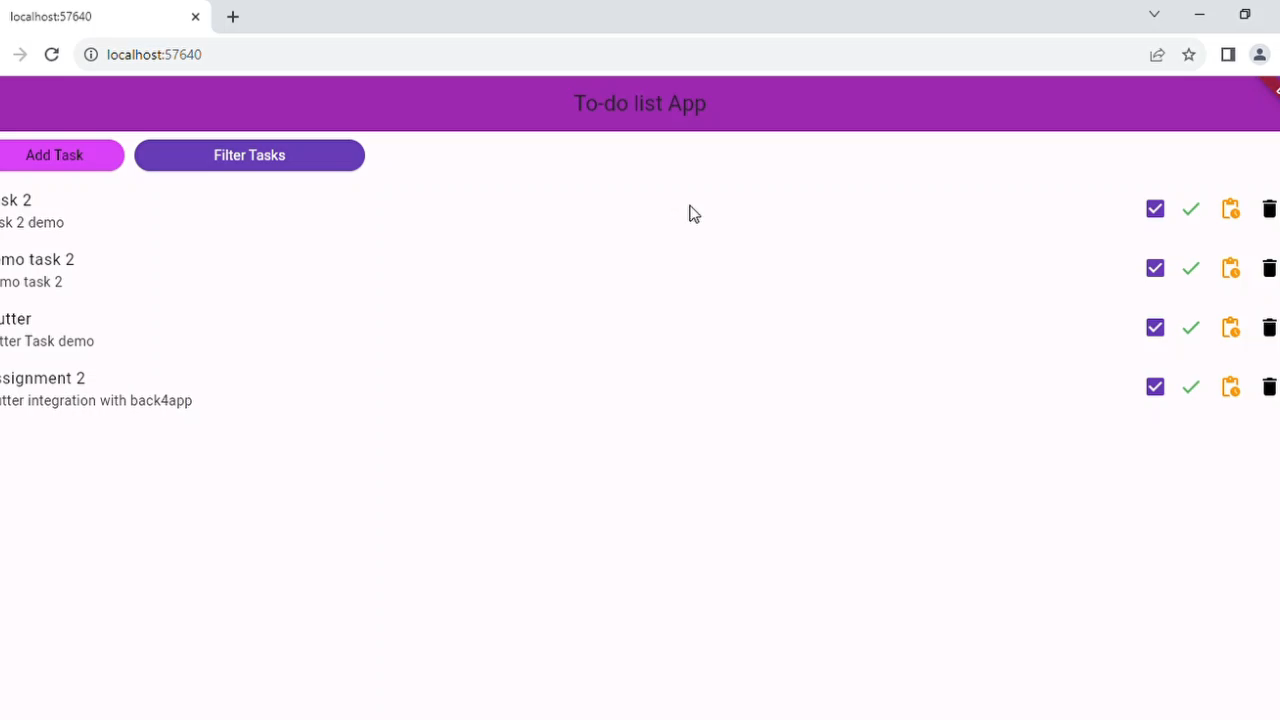 localhost:57640
localhost:57640
To-do list App
Add Task
Filter Tasks
sk 2
sk 2 demo
mo task 2
mo task 2
utter
tter Task demo
ssignment 2
utter integration with back4app